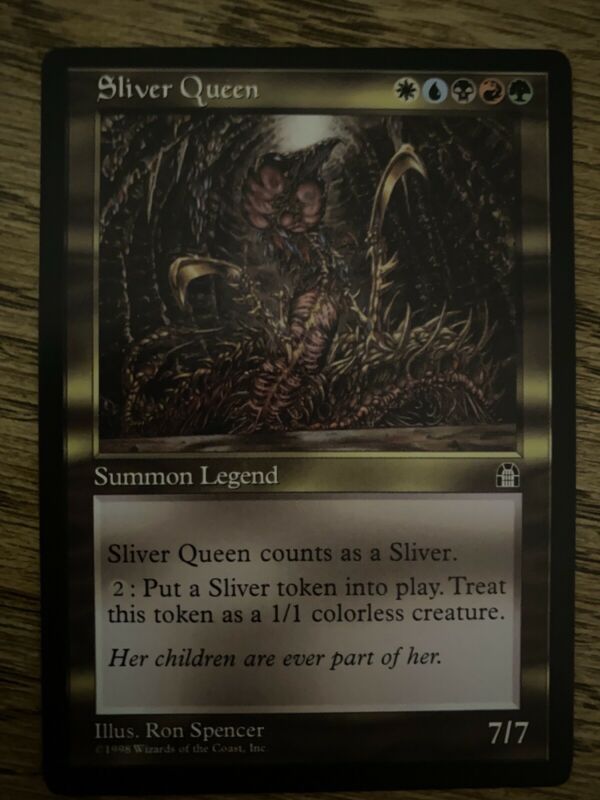 Sliver Queen
Summon Legend
Sliver Queen counts as a Sliver.
2: Put a Sliver token into play. Treat
this token as a 1/1 colorless creature.
Her children are ever part of her.
Illus. Ron Spencer
7/7
©1998 Wizards of the Coast, Inc.